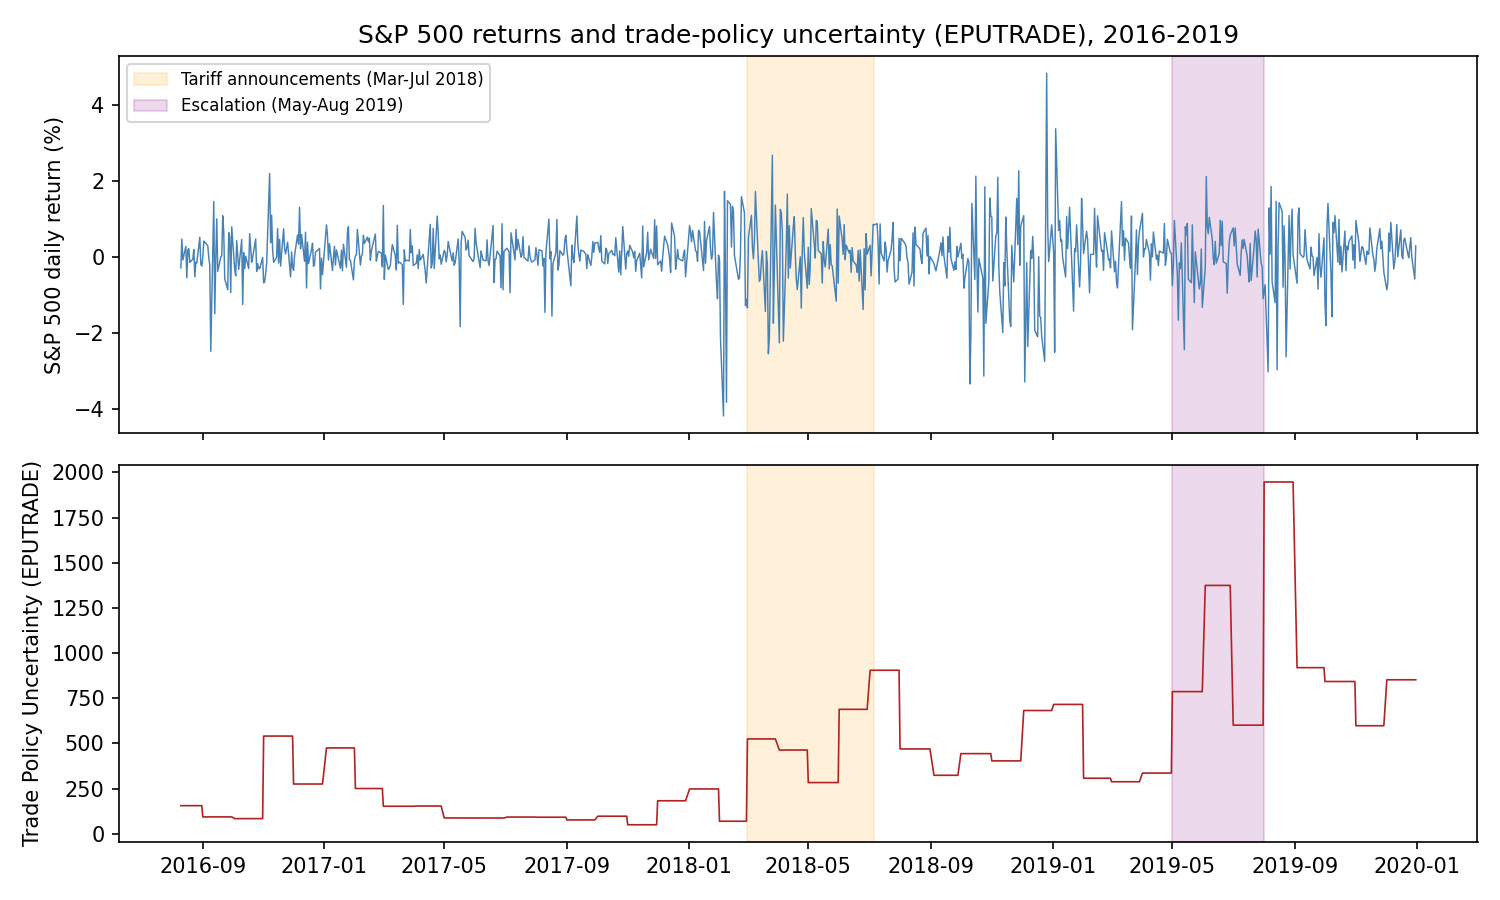 S&P 500 returns and trade-policy uncertainty (EPUTRADE), 2016-2019
Tariff announcements (Mar-Jul 2018)
Escalation (May-Aug 2019)
S&P 500 daily return (%)
4
2
0
−2
−4
Trade Policy Uncertainty (EPUTRADE)
2000
1750
1500
1250
1000
750
500
250
0
2016-09 2017-01 2017-05 2017-09 2018-01 2018-05 2018-09 2019-01 2019-05 2019-09 2020-01